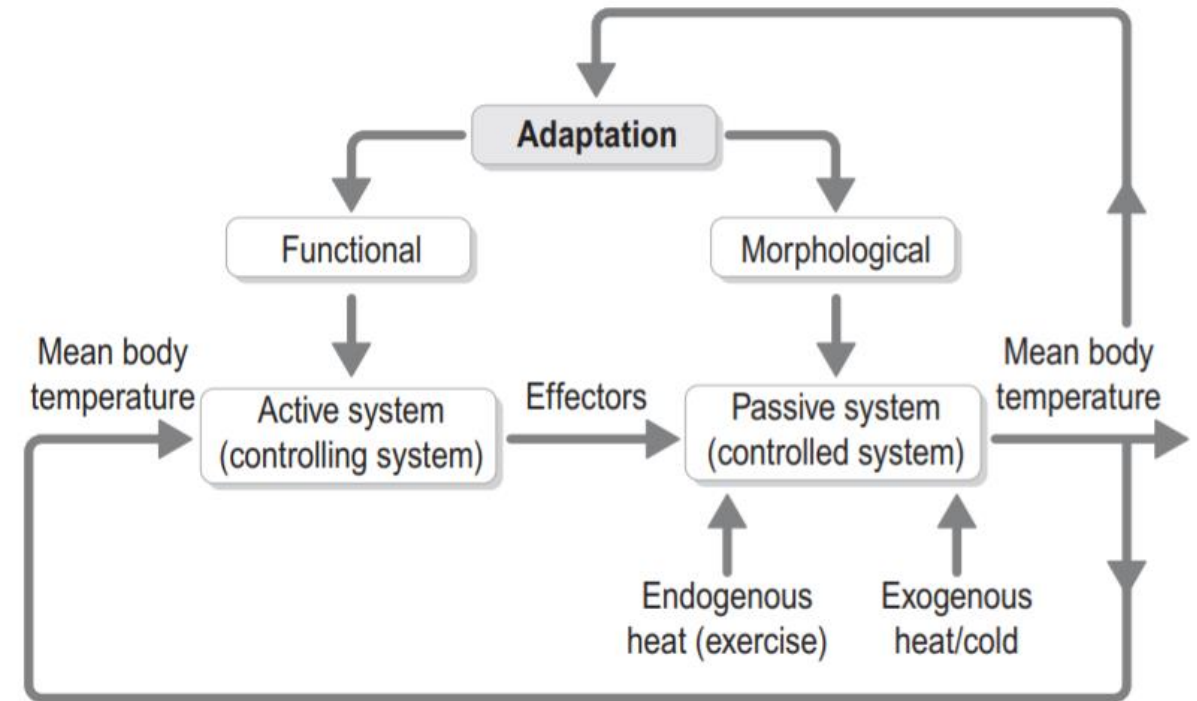 Adaptation
Functional
Morphological
Mean body
temperature
Active system
(controlling system)
Effectors
Passive system
(controlled system)
Mean body
temperature
Endogenous
heat (exercise)
Exogenous
heat/cold